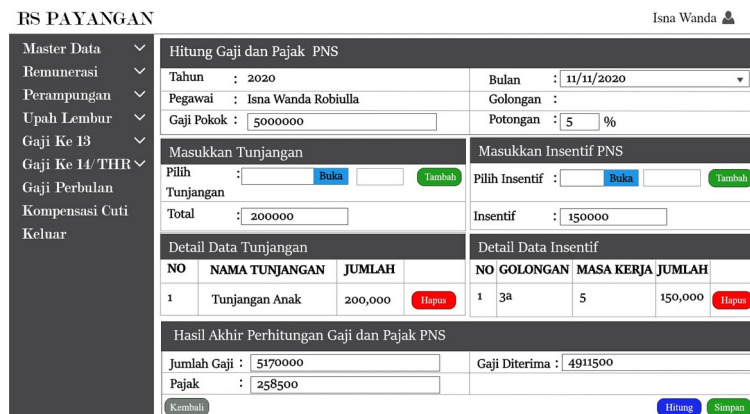 RS PAYANGAN
Isna Wanda
Master Data
Remunerasi
Perampungan
Upah Lembur
Gaji Ke 13
Gaji Ke 14/THR
Gaji Perbulan
Kompensasi Cuti
Keluar
Hitung Gaji dan Pajak PNS
Tahun : 2020
Bulan : 11/11/2020
Pegawai : Isna Wanda Robiulla
Golongan :
Gaji Pokok : 5000000
Potongan : 5 %
Masukkan Tunjangan
Pilih Tunjangan : Buka Tambah
Total : 200000
Masukkan Insentif PNS
Pilih Insentif : Buka Tambah
Insentif : 150000
Detail Data Tunjangan
NO NAMA TUNJANGAN JUMLAH
1 Tunjangan Anak 200,000 Hapus
Detail Data Insentif
NO GOLONGAN MASA KERJA JUMLAH
1 3a 5 150,000 Hapus
Hasil Akhir Perhitungan Gaji dan Pajak PNS
Jumlah Gaji : 5170000
Gaji Diterima : 4911500
Pajak : 258500
Kembali
Hitung Simpan